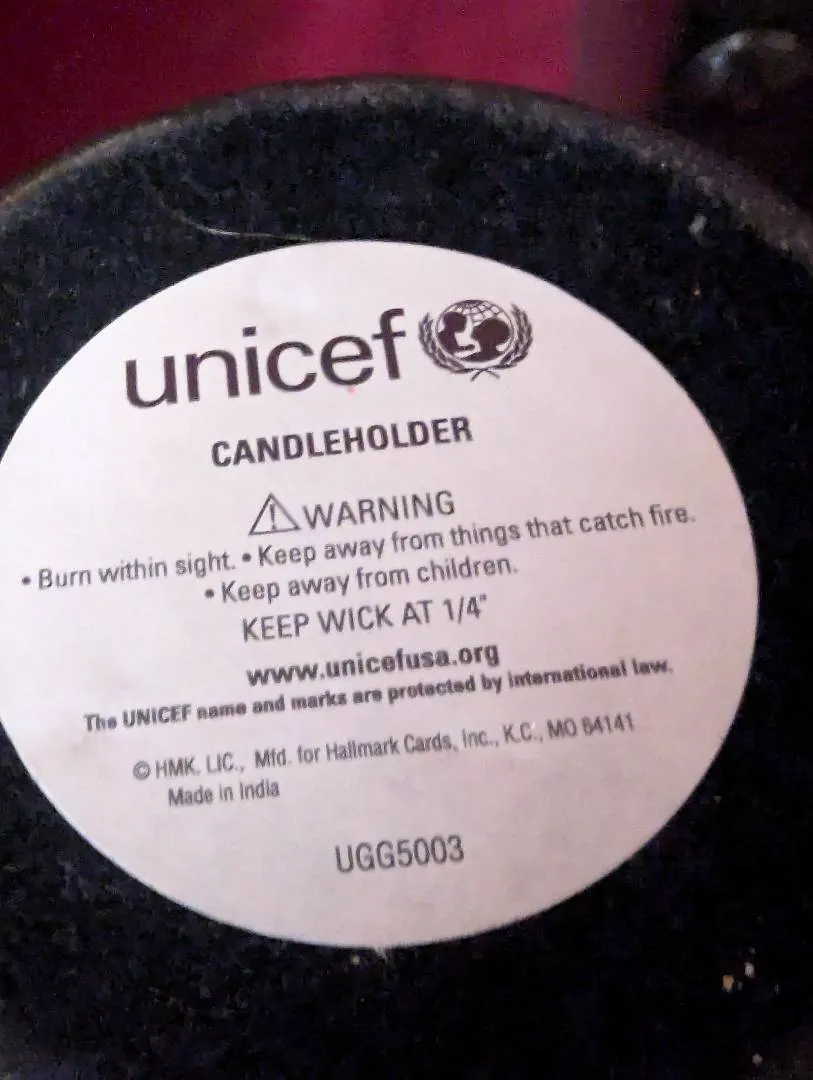 unicef
CANDLEHOLDER
⚠ WARNING
• Burn within sight. • Keep away from things that catch fire.
• Keep away from children.
KEEP WICK AT 1/4"
www.unicefusa.org
The UNICEF name and marks are protected by international law.
© HMK. LIC., Mfd. for Hallmark Cards, Inc., K.C., MO 64141
Made in India
UGG5003